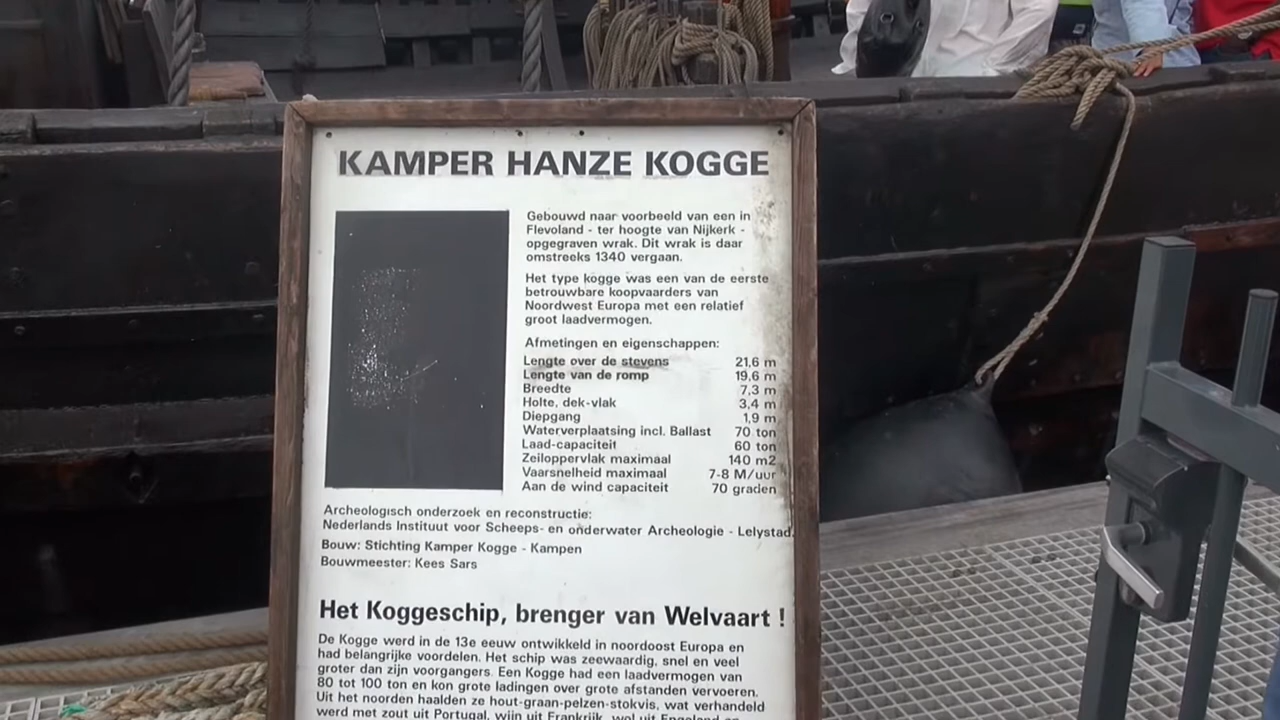 KAMPER HANZE KOGGE
Gebouwd naar voorbeeld van een in
Flevoland - ter hoogte van Nijkerk -
opgegraven wrak. Dit wrak is daar
omstreeks 1340 vergaan.
Het type kogge was een van de eerste
betrouwbare koopvaarders van
Noordwest Europa met een relatief
groot laadvermogen.
Afmetingen en eigenschappen:
Lengte over de stevens 21,6 m
Lengte van de romp 19,6 m
Breedte 7,3 m
Holte, dek-vlak 3,4 m
Diepgang 1,9 m
Waterverplaatsing incl. Ballast 70 ton
Laad-capaciteit 60 ton
Zeiloppervlak maximaal 140 m2
Vaarsnelheid maximaal 7-8 M/uur
Aan de wind capaciteit 70 graden
Archeologisch onderzoek en reconstructie:
Nederlands Instituut voor Scheeps- en onderwater Archeologie - Lelystad.
Bouw: Stichting Kamper Kogge - Kampen
Bouwmeester: Kees Sars
Het Koggeschip, brenger van Welvaart !
De Kogge werd in de 13e eeuw ontwikkeld in noordoost Europa en
had belangrijke voordelen. Het schip was zeewaardig, snel en veel
groter dan zijn voorgangers. Een Kogge had een laadvermogen van
80 tot 100 ton en kon grote ladingen over grote afstanden vervoeren.
Uit het noorden haalden ze hout-graan-pelzen-stokvis, wat verhandeld
werd met zout uit Portugal, wijn uit Frankrijk, wol uit Engeland en